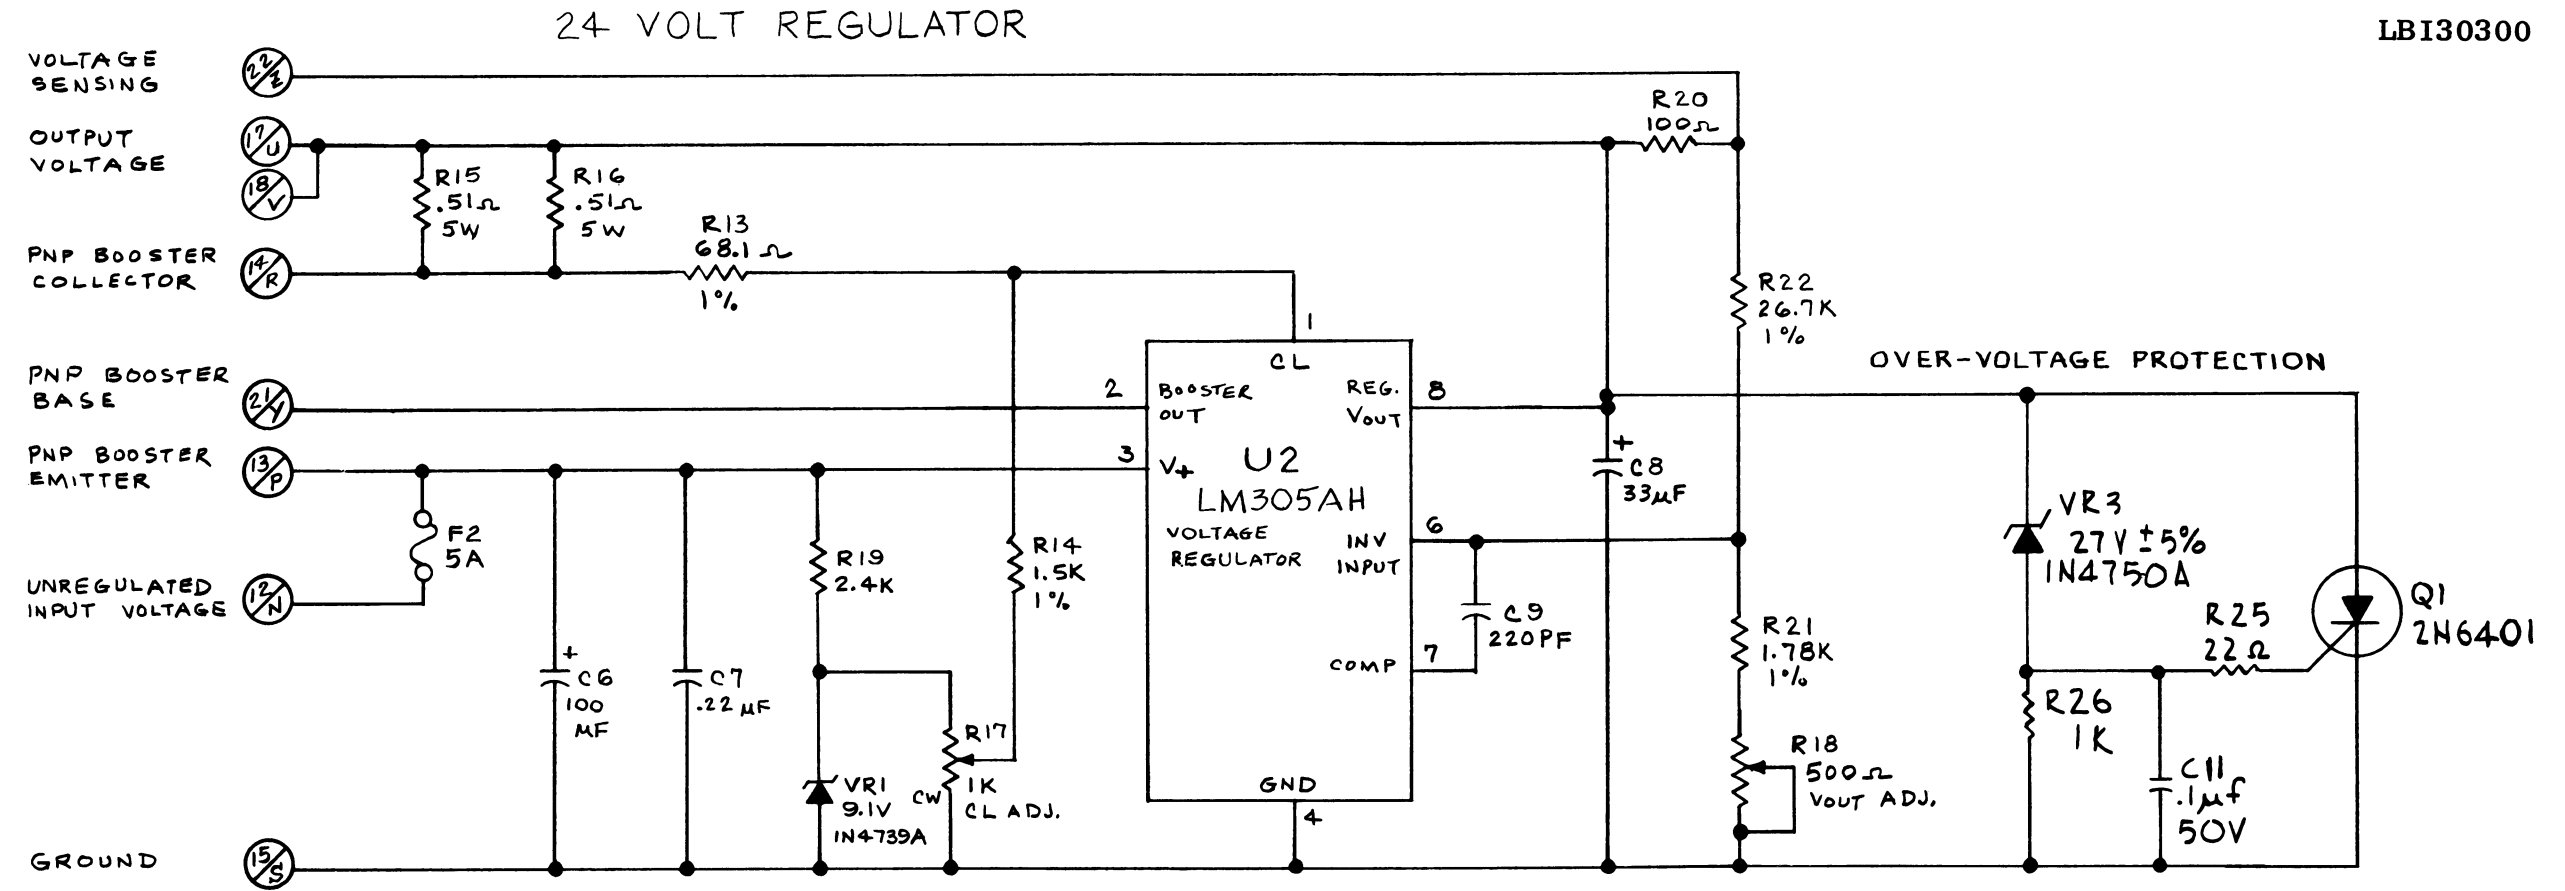 24 VOLT REGULATOR
LBI30300
VOLTAGE
SENSING
22/Z
OUTPUT
VOLTAGE
17/U
18/V
R15
.51Ω
5W
R16
.51Ω
5W
R20
100Ω
PNP BOOSTER
COLLECTOR
14/R
R13
68.1 Ω
1%
R22
26.7K
1%
1
CL
PNP BOOSTER
BASE
21/Y
2
BOOSTER
OUT
REG.
VOUT
8
OVER-VOLTAGE PROTECTION
PNP BOOSTER
EMITTER
13/P
3
V+
U2
LM305AH
VOLTAGE
REGULATOR
INV
INPUT
6
+
C8
33µF
F2
5A
UNREGULATED
INPUT VOLTAGE
12/N
R19
2.4K
R14
1.5K
1%
C9
220PF
COMP
7
R21
1.78K
1%
VR3
27V ±5%
1N4750A
Q1
2N6401
R25
22Ω
+
C6
100
µF
C7
.22 µF
R17
1K
CL ADJ.
CW
VR1
9.1V
1N4739A
GND
4
R18
500Ω
VOUT ADJ.
R26
1K
C11
.1µf
50V
GROUND
15/S